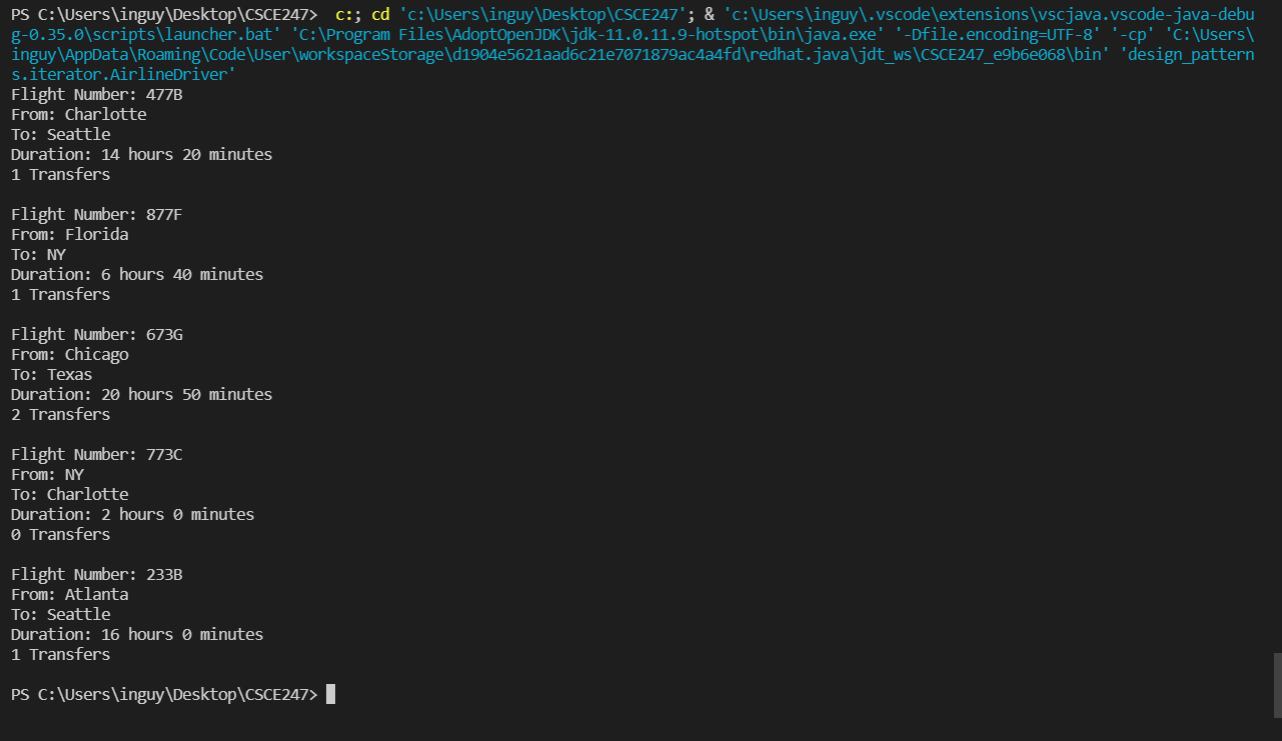 PS C:\Users\inguy\Desktop\CSCE247>  c:; cd 'c:\Users\inguy\Desktop\CSCE247'; & 'c:\Users\inguy\.vscode\extensions\vscjava.vscode-java-debu
g-0.35.0\scripts\launcher.bat' 'C:\Program Files\AdoptOpenJDK\jdk-11.0.11.9-hotspot\bin\java.exe' '-Dfile.encoding=UTF-8' '-cp' 'C:\Users\
inguy\AppData\Roaming\Code\User\workspaceStorage\d1904e5621aad6c21e7071879ac4a4fd\redhat.java\jdt_ws\CSCE247_e9b6e068\bin' 'design_pattern
s.iterator.AirlineDriver'
Flight Number: 477B
From: Charlotte
To: Seattle
Duration: 14 hours 20 minutes
1 Transfers

Flight Number: 877F
From: Florida
To: NY
Duration: 6 hours 40 minutes
1 Transfers

Flight Number: 673G
From: Chicago
To: Texas
Duration: 20 hours 50 minutes
2 Transfers

Flight Number: 773C
From: NY
To: Charlotte
Duration: 2 hours 0 minutes
0 Transfers

Flight Number: 233B
From: Atlanta
To: Seattle
Duration: 16 hours 0 minutes
1 Transfers

PS C:\Users\inguy\Desktop\CSCE247>